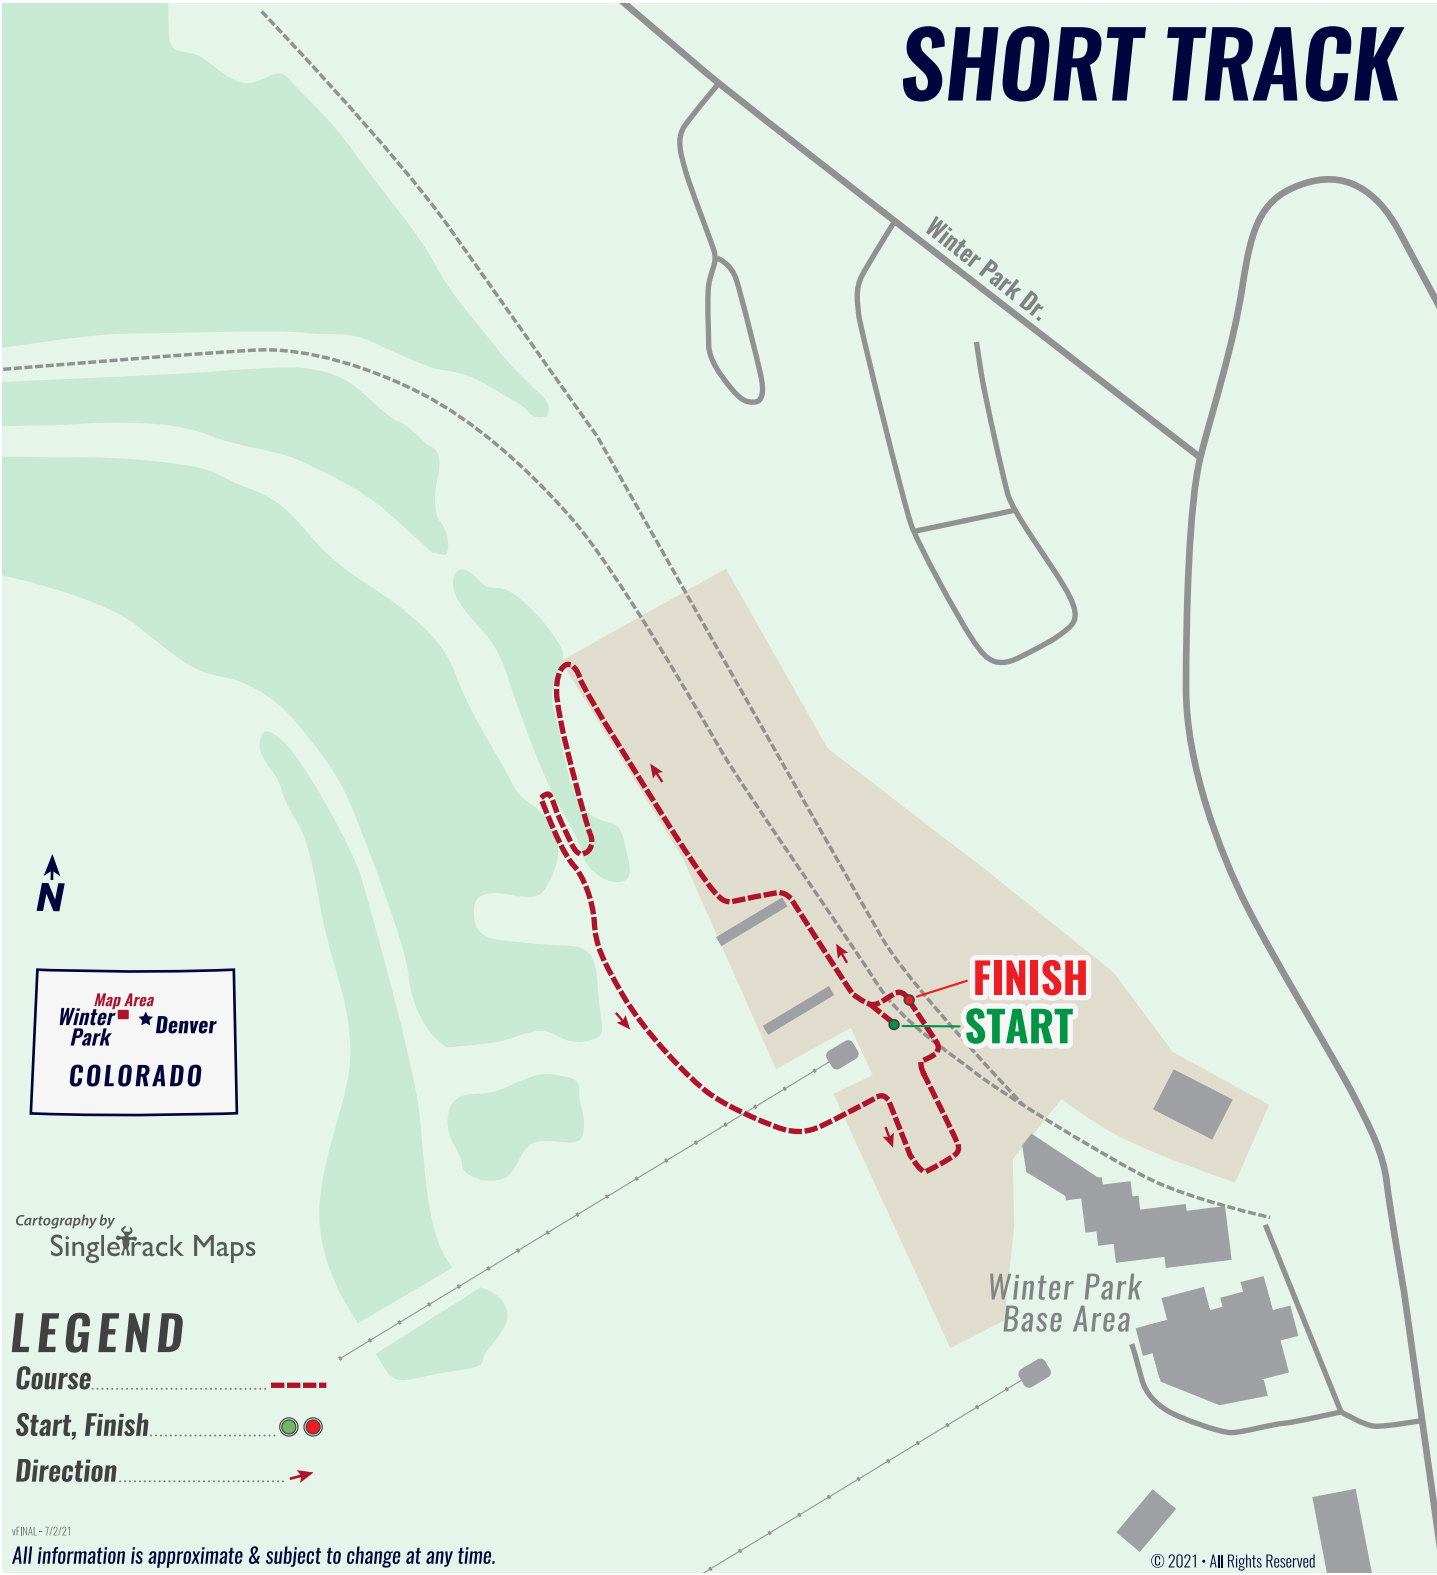 SHORT TRACK
Winter Park Dr.
FINISH
START
N
Map Area
Winter
Park
Denver
COLORADO
Cartography by
SingleTrack Maps
Winter Park
Base Area
LEGEND
Course
Start, Finish
Direction
vFINAL - 7/2/21
All information is approximate & subject to change at any time.
© 2021 • All Rights Reserved